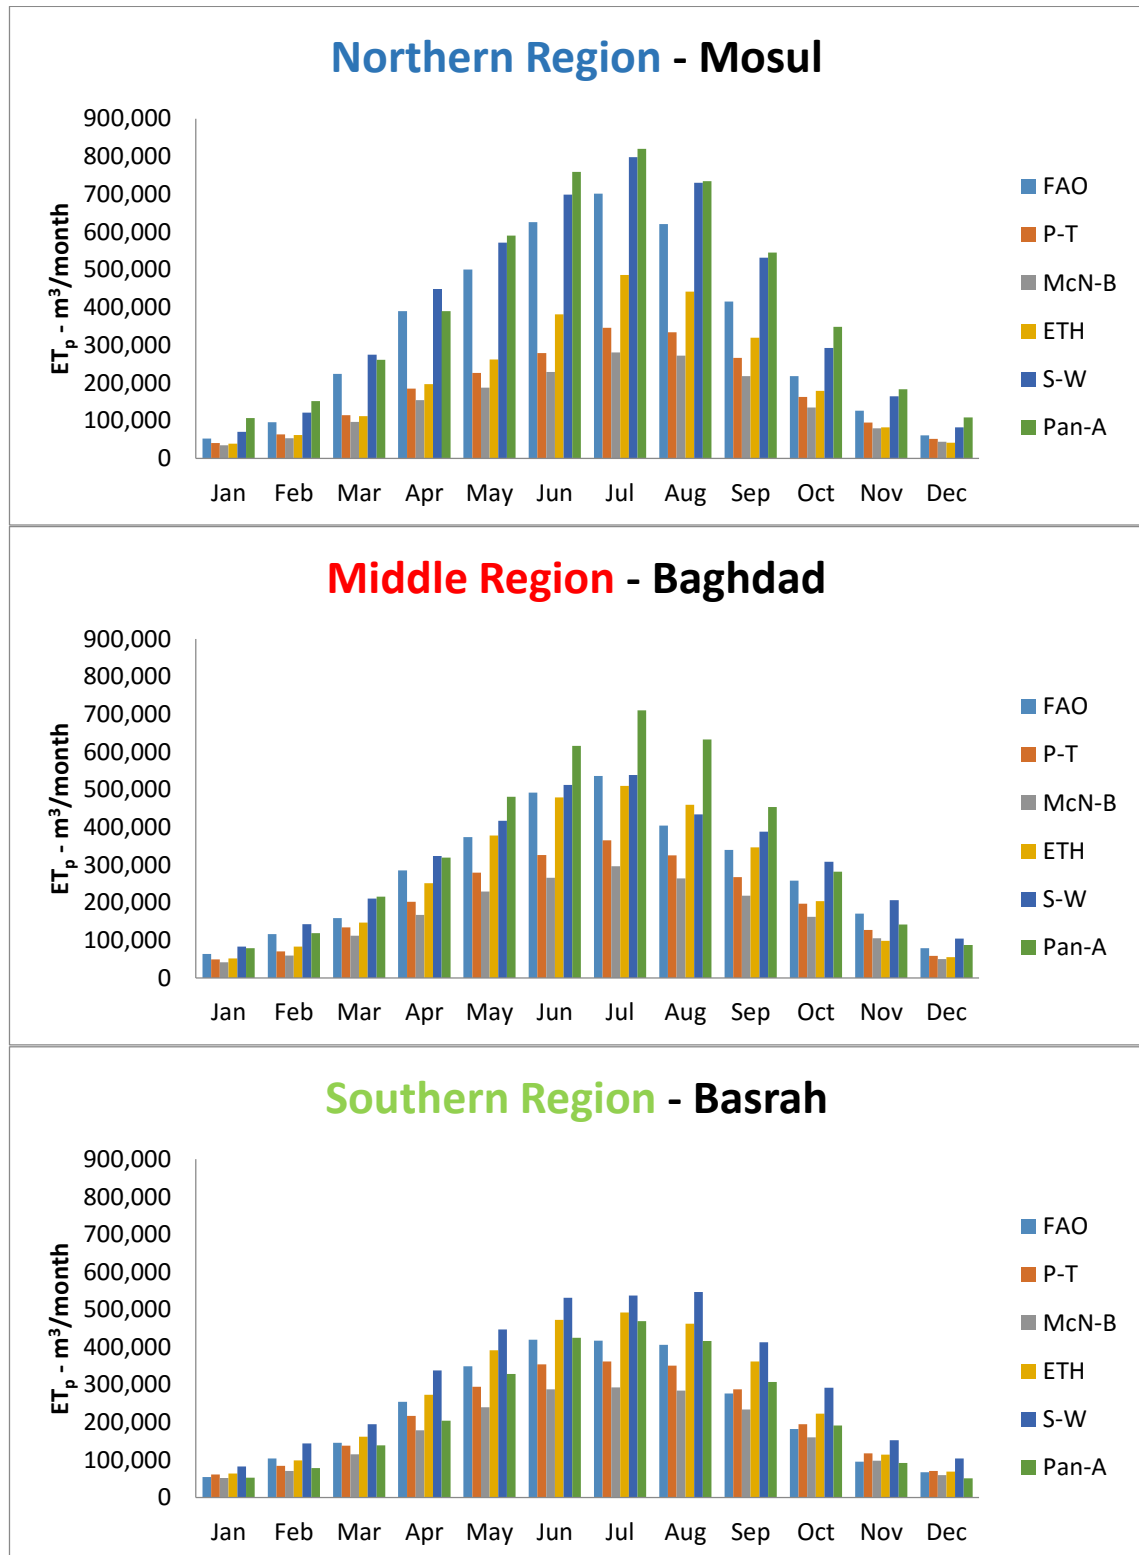 Northern Region - Mosul
900,000
800,000
700,000
600,000
500,000
400,000
300,000
200,000
100,000
0
ETp - m³/month
Jan Feb Mar Apr May Jun Jul Aug Sep Oct Nov Dec
FAO
P-T
McN-B
ETH
S-W
Pan-A
Middle Region - Baghdad
900,000
800,000
700,000
600,000
500,000
400,000
300,000
200,000
100,000
0
ETp - m³/month
Jan Feb Mar Apr May Jun Jul Aug Sep Oct Nov Dec
FAO
P-T
McN-B
ETH
S-W
Pan-A
Southern Region - Basrah
900,000
800,000
700,000
600,000
500,000
400,000
300,000
200,000
100,000
0
ETp - m³/month
Jan Feb Mar Apr May Jun Jul Aug Sep Oct Nov Dec
FAO
P-T
McN-B
ETH
S-W
Pan-A